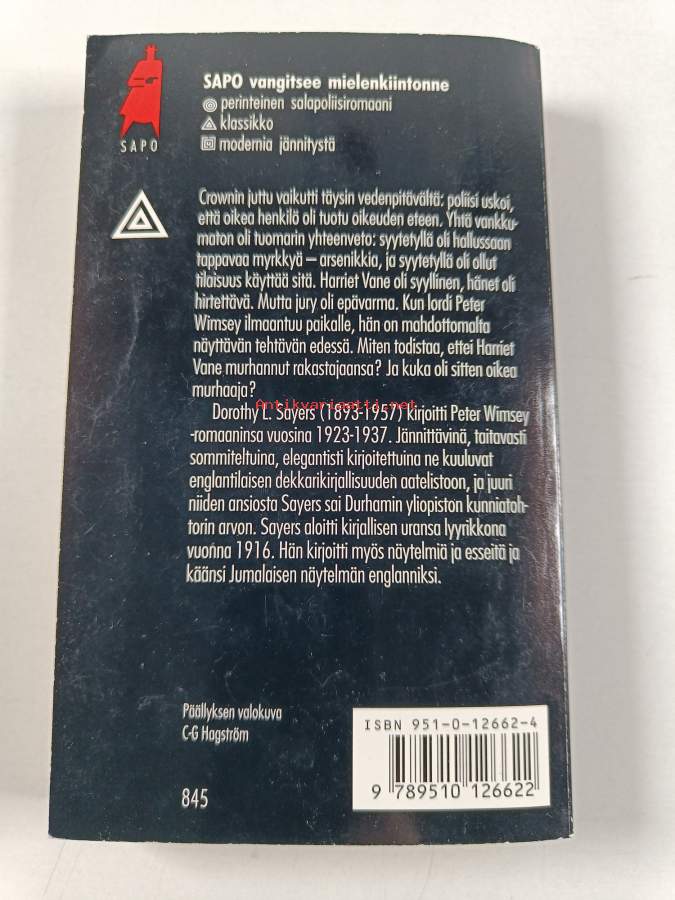 SAPO vangitsee mielenkiintonne
perinteinen salapoliisiromaani
klassikko
modernia jännitystä
SAPO
Crownin juttu vaikutti täysin vedenpitävältä: poliisi uskoi,
että oikea henkilö oli tuotu oikeuden eteen. Yhtä vankku-
maton oli tuomarin yhteenveto: syytetyllä oli hallussaan
tappavaa myrkkyä – arsenikkia, ja syytetyllä oli ollut
tilaisuus käyttää sitä. Harriet Vane oli syyllinen, hänet oli
hirtettävä. Mutta jury oli epävarma. Kun lordi Peter
Wimsey ilmaantuu paikalle, hän on mahdottomalta
näyttävän tehtävän edessä. Miten todistaa, ettei Harriet
Vane murhannut rakastajaansa? Ja kuka oli sitten oikea
murhaaja?
Antikvariaatti.net
Dorothy L. Sayers (1893-1957) kirjoitti Peter Wimsey
-romaaninsa vuosina 1923-1937. Jännittävinä, taitavasti
sommiteltuina, elegantisti kirjoitettuina ne kuuluvat
englantilaisen dekkarikirjallisuuden aatelistoon, ja juuri
niiden ansiosta Sayers sai Durhamin yliopiston kunniatoh-
torin arvon. Sayers aloitti kirjallisen uransa lyyrikkona
vuonna 1916. Hän kirjoitti myös näytelmiä ja esseitä ja
käänsi Jumalaisen näytelmän englanniksi.
Päällyksen valokuva
C-G Hagström
845
ISBN 951-0-12662-4
9 789510 126622